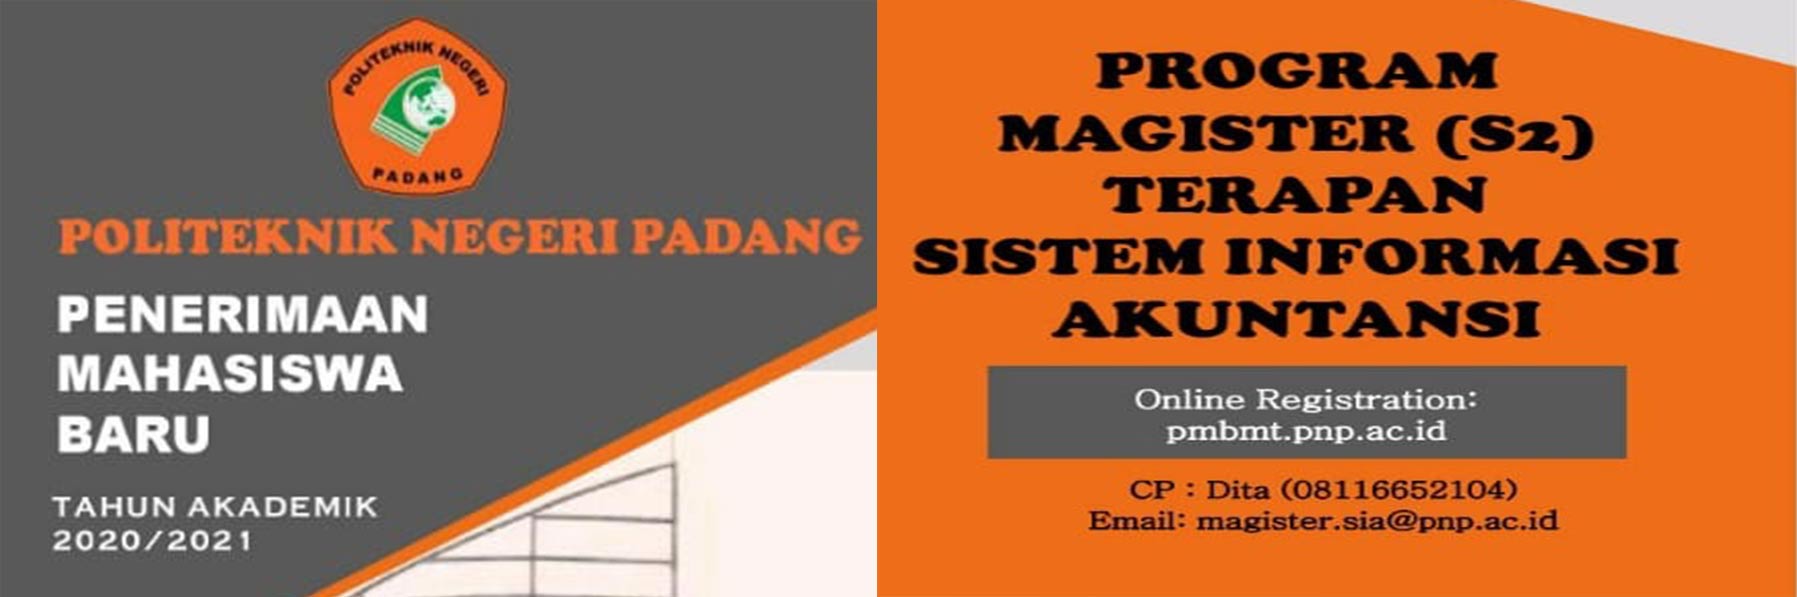 POLITEKNIK NEGERI
PADANG
POLITEKNIK NEGERI PADANG
PENERIMAAN
MAHASISWA
BARU
TAHUN AKADEMIK
2020/2021
PROGRAM
MAGISTER (S2)
TERAPAN
SISTEM INFORMASI
AKUNTANSI
Online Registration:
pmbmt.pnp.ac.id
CP : Dita (08116652104)
Email: magister.sia@pnp.ac.id